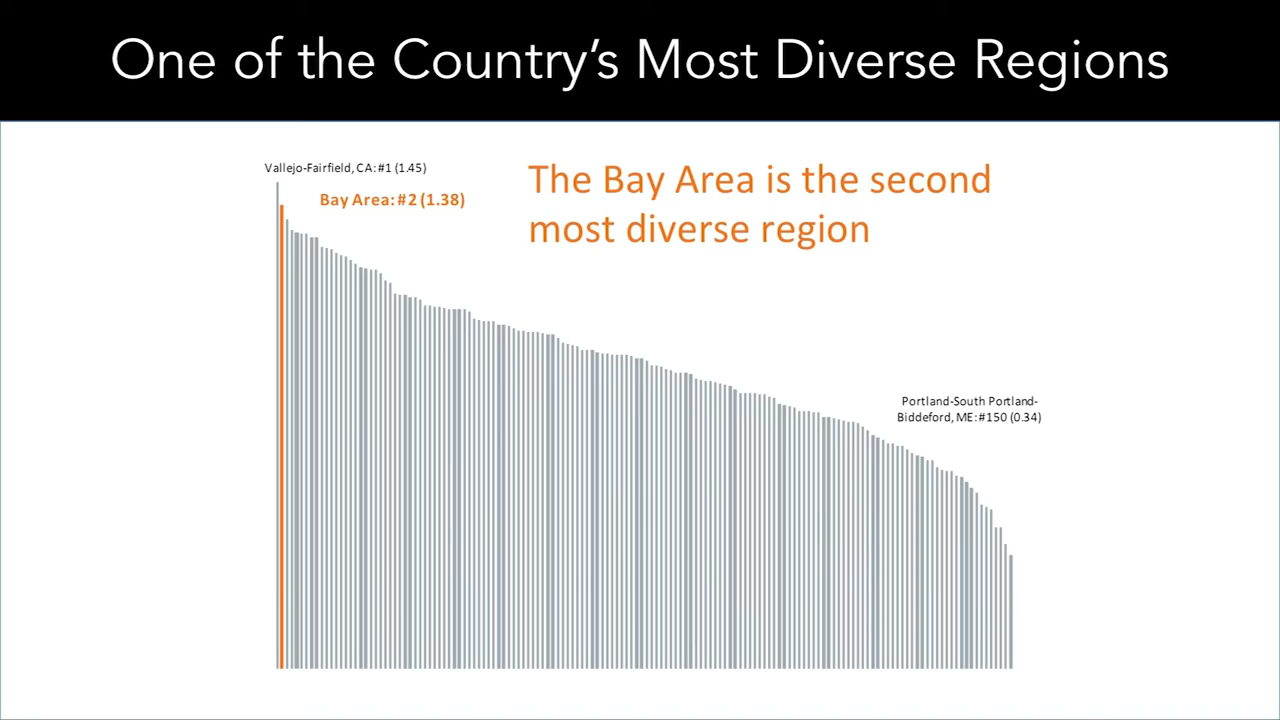 One of the Country’s Most Diverse Regions
Vallejo-Fairfield, CA: #1 (1.45)
Bay Area: #2 (1.38)
The Bay Area is the second
most diverse region
Portland-South Portland-
Biddeford, ME: #150 (0.34)